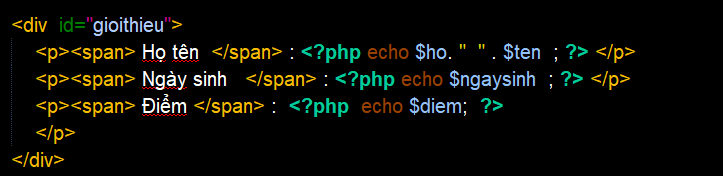 <div id="gioithieu">
<p><span> Họ tên </span> : <?php echo $ho. " " . $ten ; ?> </p>
<p><span> Ngày sinh </span> : <?php echo $ngaysinh ; ?> </p>
<p><span> Điểm </span> : <?php echo $diem; ?>
</p>
</div>